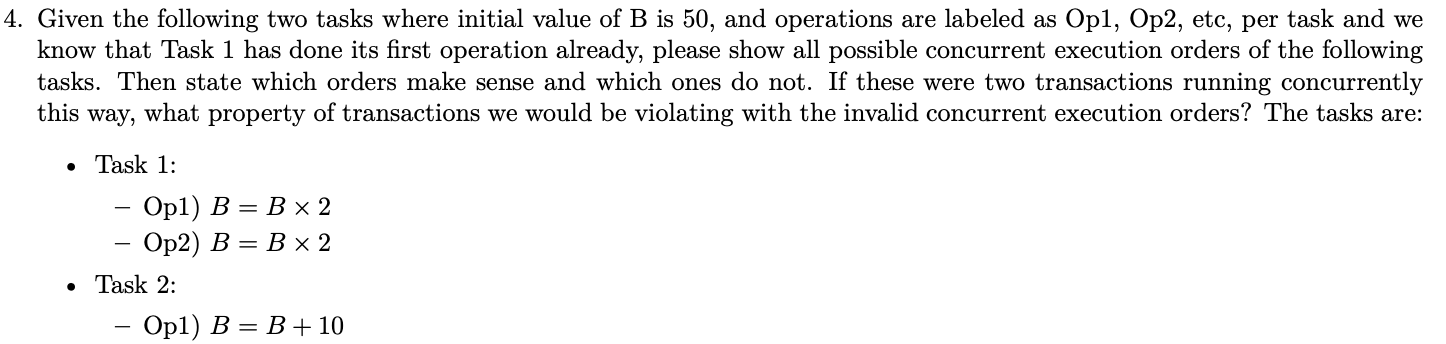 4. Given the following two tasks where initial value of B is 50, and operations are labeled as Op1, Op2, etc, per task and we
know that Task 1 has done its first operation already, please show all possible concurrent execution orders of the following
tasks. Then state which orders make sense and which ones do not. If these were two transactions running concurrently
this way, what property of transactions we would be violating with the invalid concurrent execution orders? The tasks are:
• Task 1:
– Op1) B = B × 2
– Op2) B = B × 2
• Task 2:
– Op1) B = B + 10